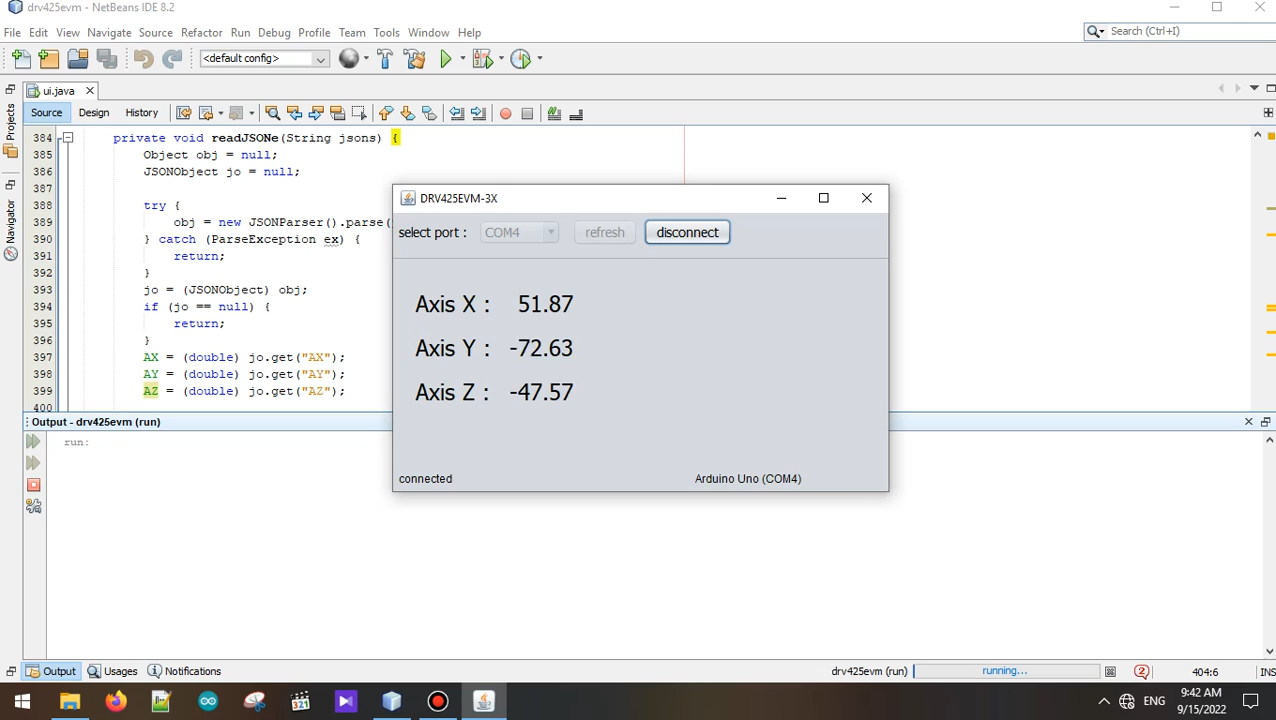 drv425evm - NetBeans IDE 8.2
File Edit View Navigate Source Refactor Run Debug Profile Team Tools Window Help
Search (Ctrl+I)
<default config>
ui.java
Source Design History
Projects
Navigator
384 private void readJSONe(String jsons) {
385 Object obj = null;
386 JSONObject jo = null;
387
388 try {
389 obj = new JSONParser().parse(
390 } catch (ParseException ex) {
391 return;
392 }
393 jo = (JSONObject) obj;
394 if (jo == null) {
395 return;
396 }
397 AX = (double) jo.get("AX");
398 AY = (double) jo.get("AY");
399 AZ = (double) jo.get("AZ");
400
DRV425EVM-3X
select port : COM4 refresh disconnect
Axis X : 51.87
Axis Y : -72.63
Axis Z : -47.57
connected Arduino Uno (COM4)
Output - drv425evm (run)
run:
Output Usages Notifications drv425evm (run) running... 2 404:6 INS
321
ENG
9:42 AM
9/15/2022